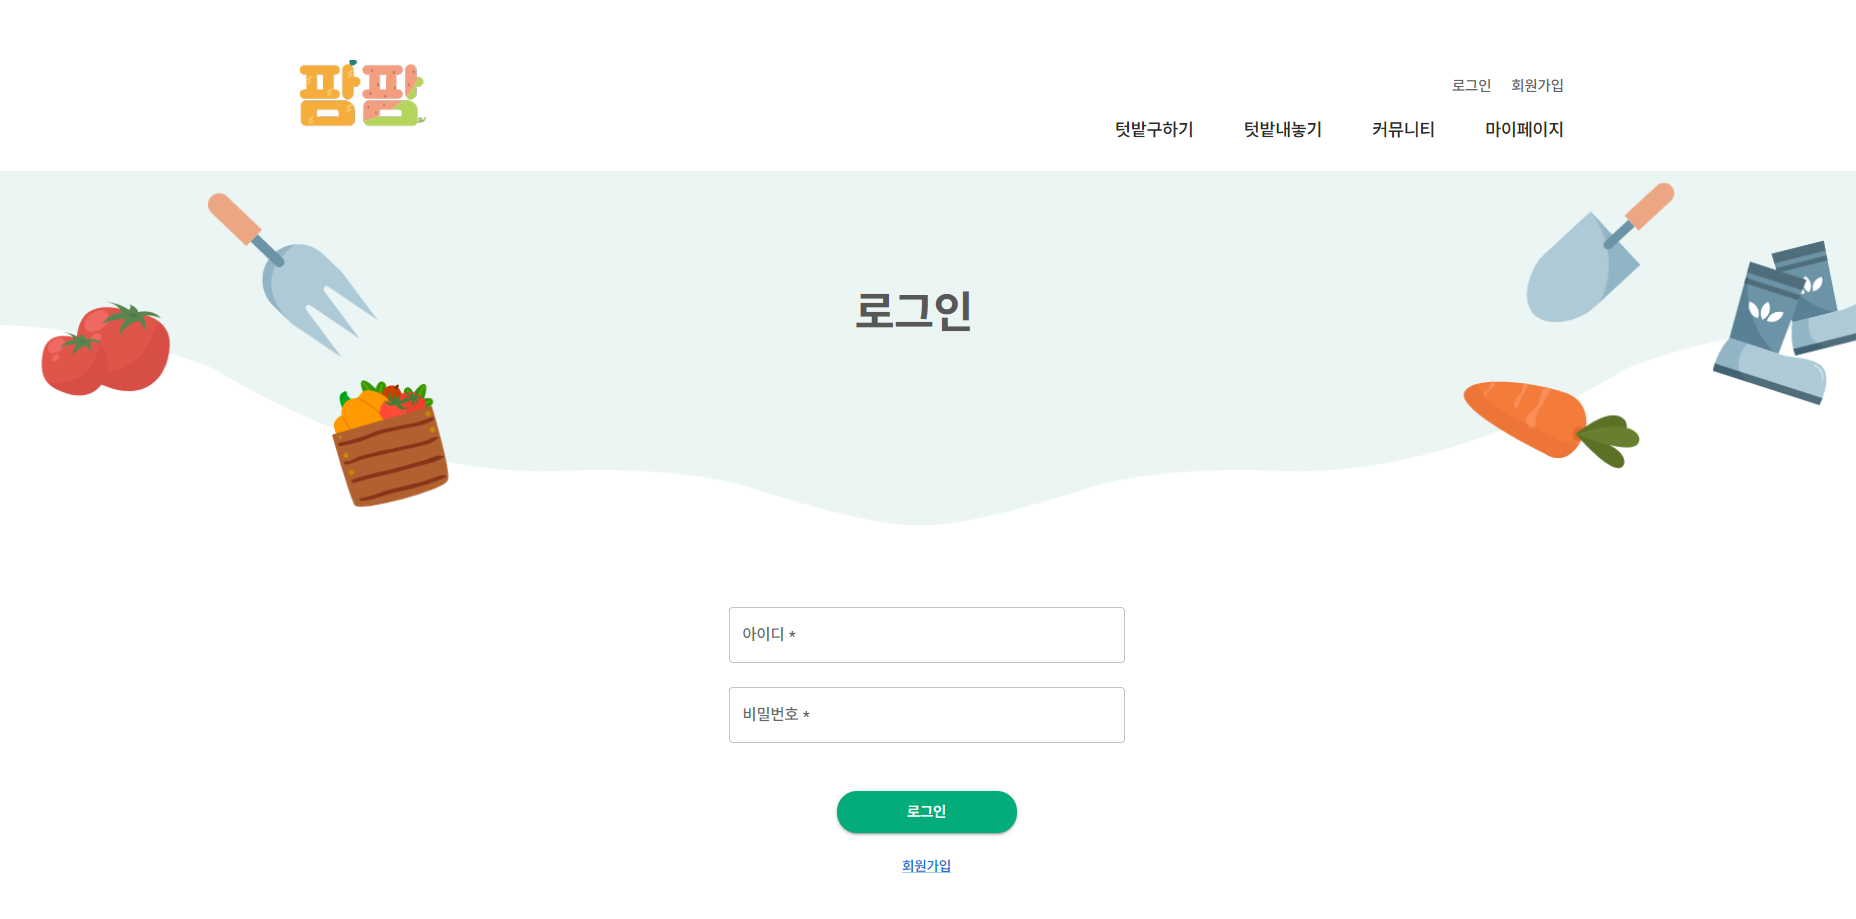 팜팜
로그인 회원가입
텃밭구하기 텃밭내놓기 커뮤니티 마이페이지
로그인
아이디 *
비밀번호 *
로그인
회원가입